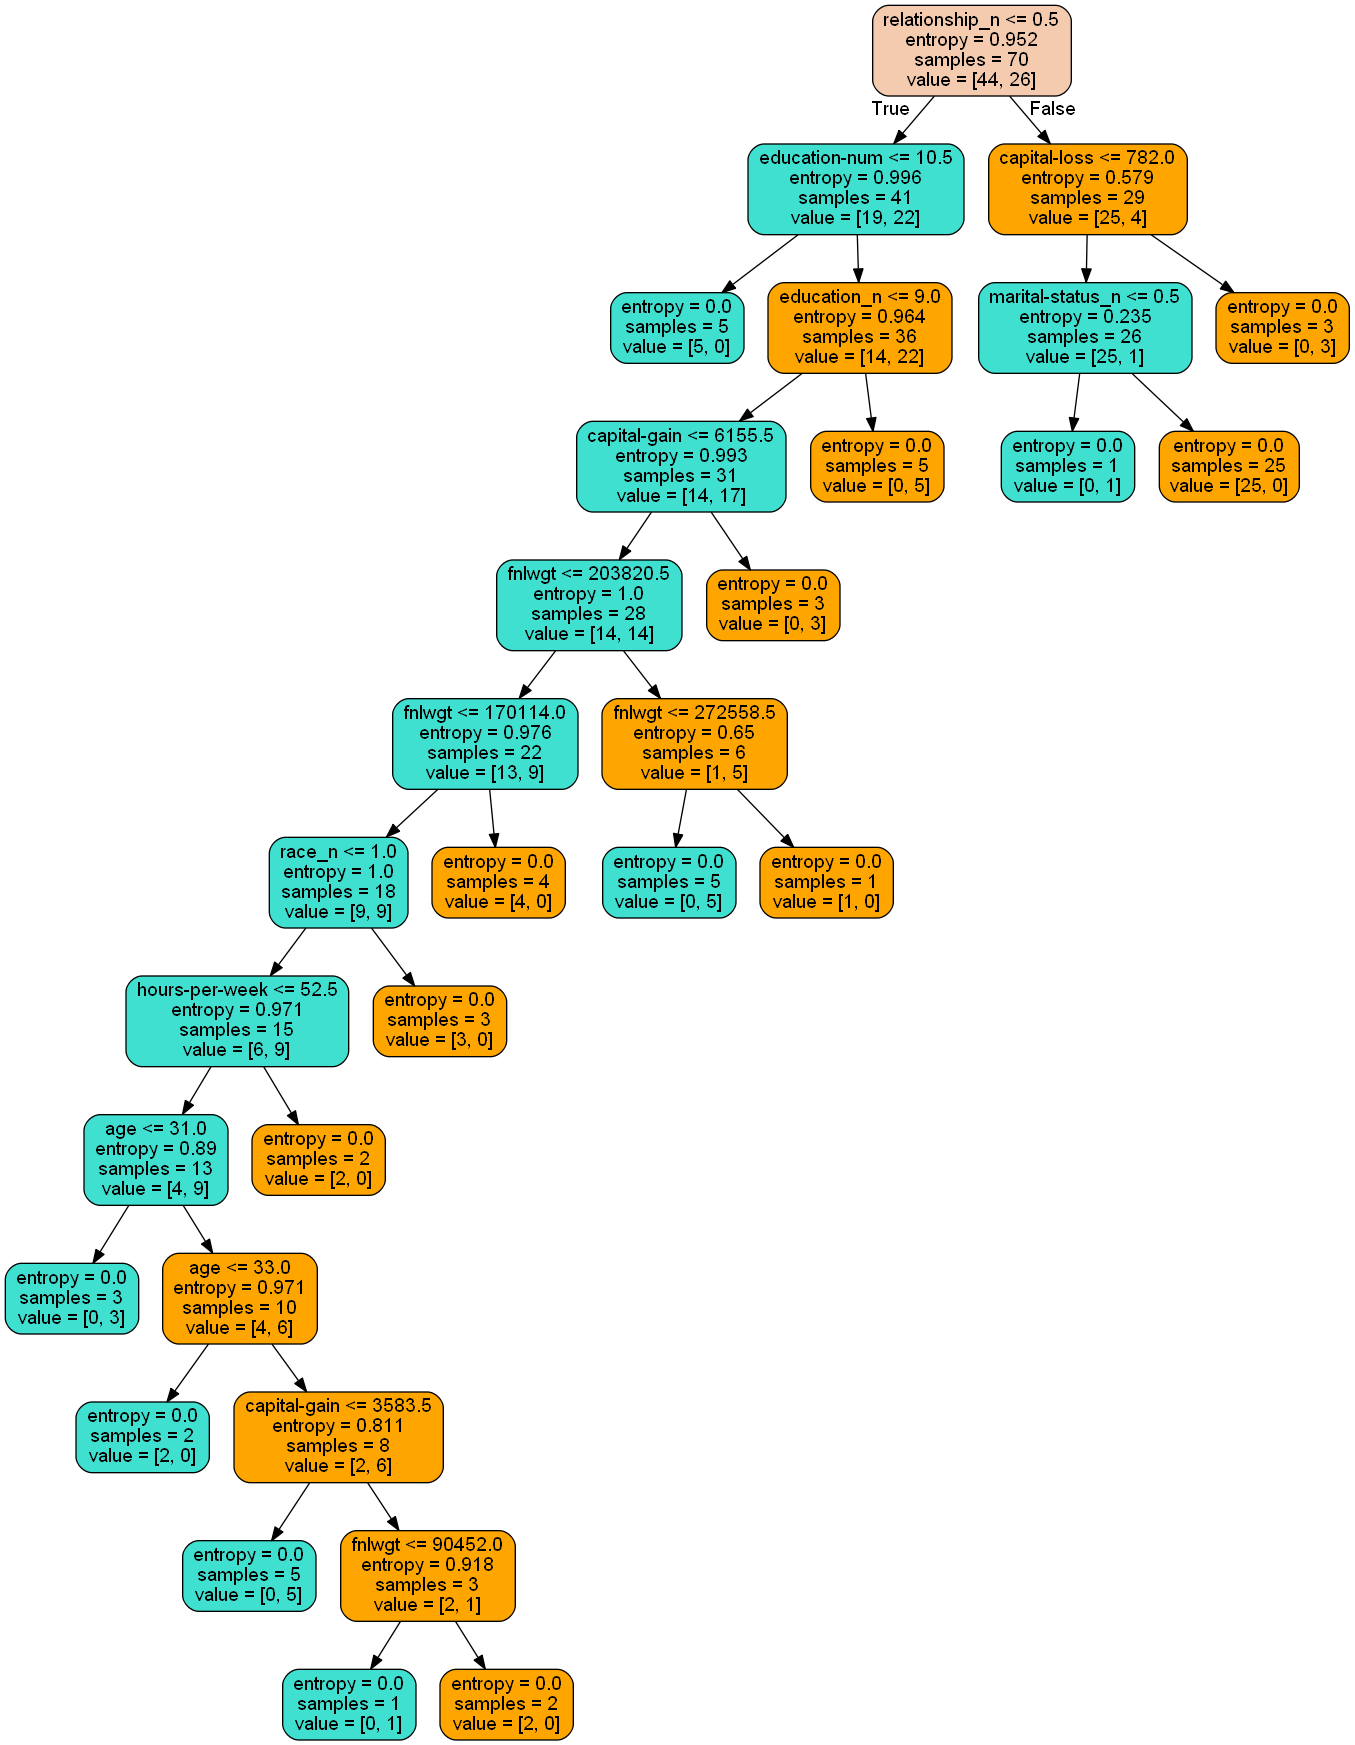 relationship_n <= 0.5
entropy = 0.952
samples = 70
value = [44, 26]
True
False
education-num <= 10.5
entropy = 0.996
samples = 41
value = [19, 22]
capital-loss <= 782.0
entropy = 0.579
samples = 29
value = [25, 4]
entropy = 0.0
samples = 5
value = [5, 0]
education_n <= 9.0
entropy = 0.964
samples = 36
value = [14, 22]
marital-status_n <= 0.5
entropy = 0.235
samples = 26
value = [25, 1]
entropy = 0.0
samples = 3
value = [0, 3]
capital-gain <= 6155.5
entropy = 0.993
samples = 31
value = [14, 17]
entropy = 0.0
samples = 5
value = [0, 5]
entropy = 0.0
samples = 1
value = [0, 1]
entropy = 0.0
samples = 25
value = [25, 0]
fnlwgt <= 203820.5
entropy = 1.0
samples = 28
value = [14, 14]
entropy = 0.0
samples = 3
value = [0, 3]
fnlwgt <= 170114.0
entropy = 0.976
samples = 22
value = [13, 9]
fnlwgt <= 272558.5
entropy = 0.65
samples = 6
value = [1, 5]
race_n <= 1.0
entropy = 1.0
samples = 18
value = [9, 9]
entropy = 0.0
samples = 4
value = [4, 0]
entropy = 0.0
samples = 5
value = [0, 5]
entropy = 0.0
samples = 1
value = [1, 0]
hours-per-week <= 52.5
entropy = 0.971
samples = 15
value = [6, 9]
entropy = 0.0
samples = 3
value = [3, 0]
age <= 31.0
entropy = 0.89
samples = 13
value = [4, 9]
entropy = 0.0
samples = 2
value = [2, 0]
entropy = 0.0
samples = 3
value = [0, 3]
age <= 33.0
entropy = 0.971
samples = 10
value = [4, 6]
entropy = 0.0
samples = 2
value = [2, 0]
capital-gain <= 3583.5
entropy = 0.811
samples = 8
value = [2, 6]
entropy = 0.0
samples = 5
value = [0, 5]
fnlwgt <= 90452.0
entropy = 0.918
samples = 3
value = [2, 1]
entropy = 0.0
samples = 1
value = [0, 1]
entropy = 0.0
samples = 2
value = [2, 0]